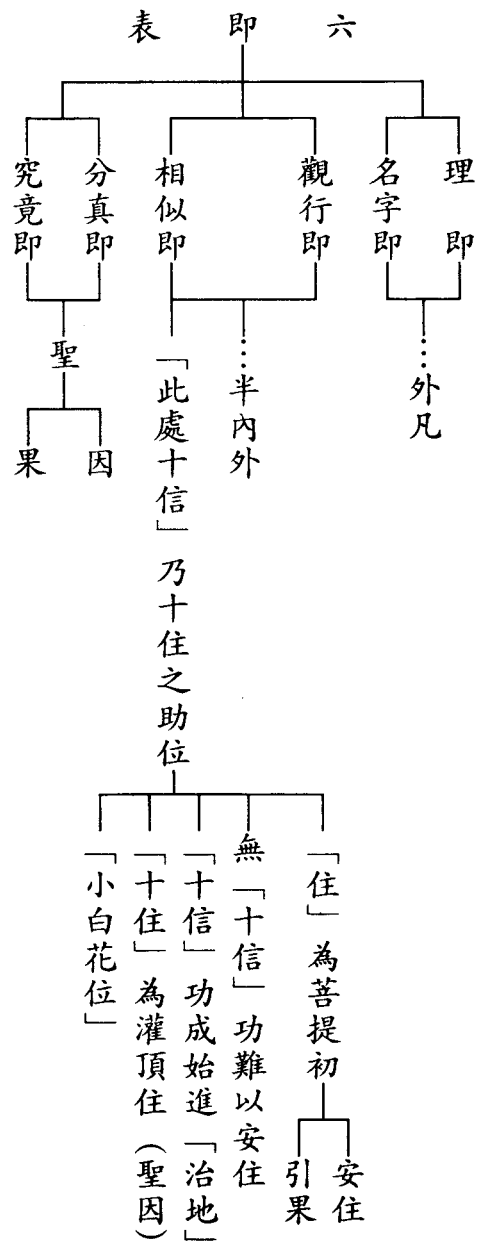 六即表
理即
名字即
……外凡
觀行即
相似即
……半內外
「此處十信」乃十住之助位
「住」為菩提初
安住
引果
無「十信」功難以安住
「十信」功成始進「治地」
「十住」為灌頂住（聖因）
「小白花位」
分真即
究竟即
聖
因
果